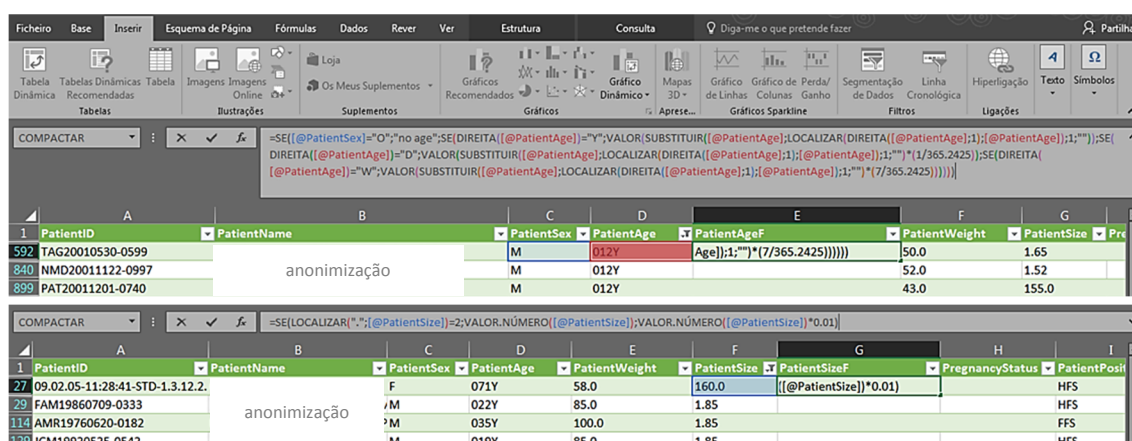 Ficheiro Base Inserir Esquema de Página Fórmulas Dados Rever Ver Estrutura Consulta Diga-me o que pretende fazer Partilha
Tabela Dinâmica Tabelas Dinâmicas Recomendadas Tabela Imagens Imagens Online Loja Os Meus Suplementos Gráficos Recomendados Gráfico Dinâmico Mapas 3D Gráfico de Linhas Gráfico de Colunas Perda/ Ganho Segmentação de Dados Linha Cronológica Hiperligação Texto Símbolos
Tabelas Ilustrações Suplementos Gráficos Aprese... Gráficos Sparkline Filtros Ligações
COMPACTAR fx =SE([@PatientSex]="O";"no age";SE(DIREITA([@PatientAge])="Y";VALOR(SUBSTITUIR([@PatientAge];LOCALIZAR(DIREITA([@PatientAge];1);[@PatientAge]);1;""));SE(
DIREITA([@PatientAge])="D";VALOR(SUBSTITUIR([@PatientAge];LOCALIZAR(DIREITA([@PatientAge];1);[@PatientAge]);1;"")*(1/365.2425));SE(DIREITA(
[@PatientAge])="W";VALOR(SUBSTITUIR([@PatientAge];LOCALIZAR(DIREITA([@PatientAge];1);[@PatientAge]);1;"")*(7/365.2425))))))
A B C D E F G
1 PatientID PatientName PatientSex PatientAge PatientAgeF PatientWeight PatientSize Pre
592 TAG20010530-0599 M 012Y Age]);1;"")*(7/365.2425)))))) 50.0 1.65
840 NMD20011122-0997 anonimização M 012Y 52.0 1.52
899 PAT20011201-0740 M 012Y 43.0 155.0
COMPACTAR fx =SE(LOCALIZAR(".";[@PatientSize])=2;VALOR.NÚMERO([@PatientSize]);VALOR.NÚMERO([@PatientSize])*0.01)
A B C D E F G H I
1 PatientID PatientName PatientSex PatientAge PatientWeight PatientSize PatientSizeF PregnancyStatus PatientPosit
27 09.02.05-11:28:41-STD-1.3.12.2. F 071Y 58.0 160.0 ([@PatientSize])*0.01) HFS
29 FAM19860709-0333 anonimização M 022Y 85.0 1.85 HFS
114 AMR19760620-0182 M 035Y 100.0 1.85 FFS
M 019Y 85.0 1.85 HFS